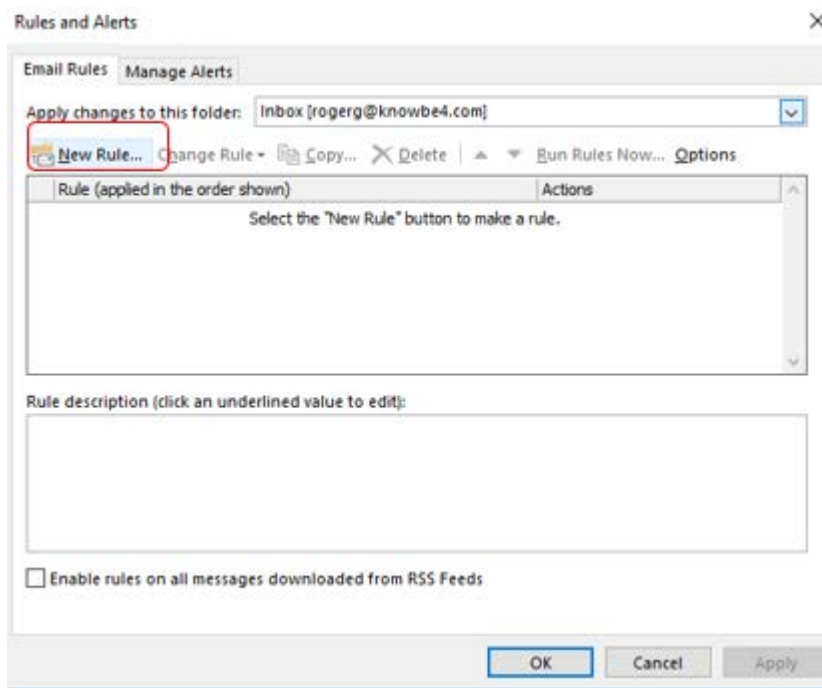 Rules and Alerts
Email Rules Manage Alerts
Apply changes to this folder: Inbox [rogerg@knowbe4.com]
New Rule... Change Rule Copy... Delete Run Rules Now... Options
Rule (applied in the order shown) Actions
Select the "New Rule" button to make a rule.
Rule description (click an underlined value to edit):
Enable rules on all messages downloaded from RSS Feeds
OK Cancel Apply